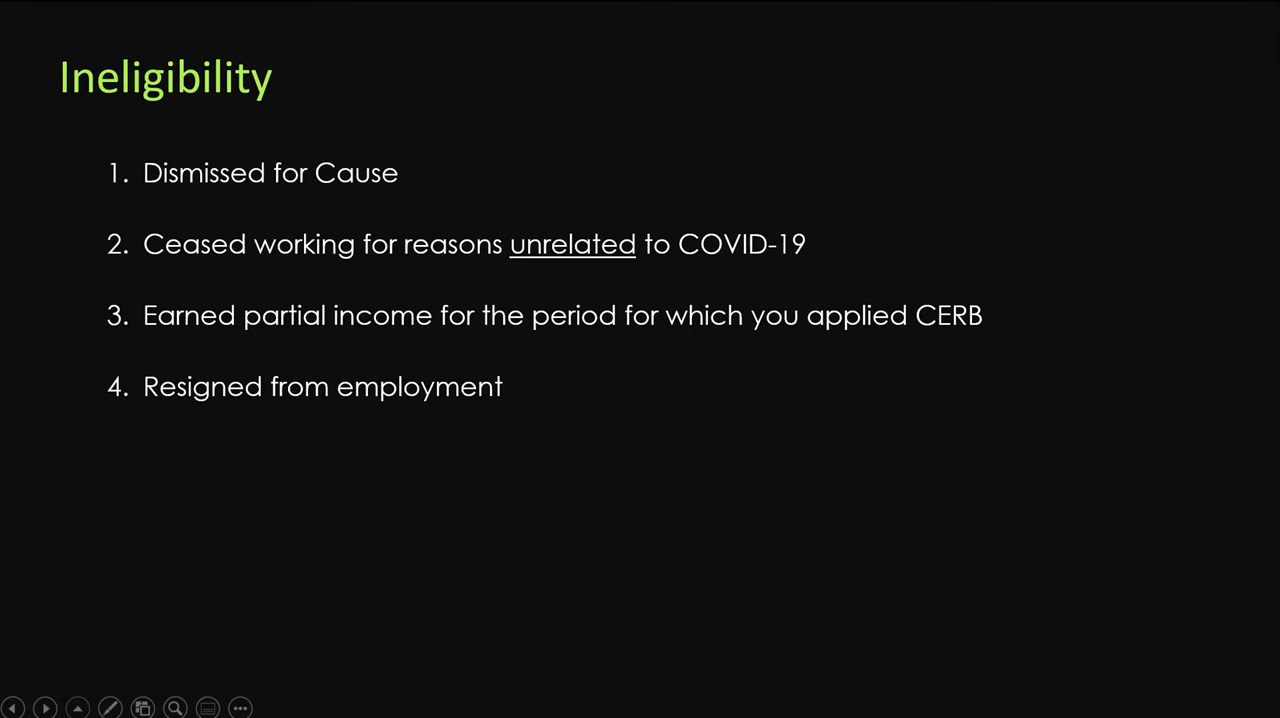 Ineligibility
1. Dismissed for Cause
2. Ceased working for reasons unrelated to COVID-19
3. Earned partial income for the period for which you applied CERB
4. Resigned from employment